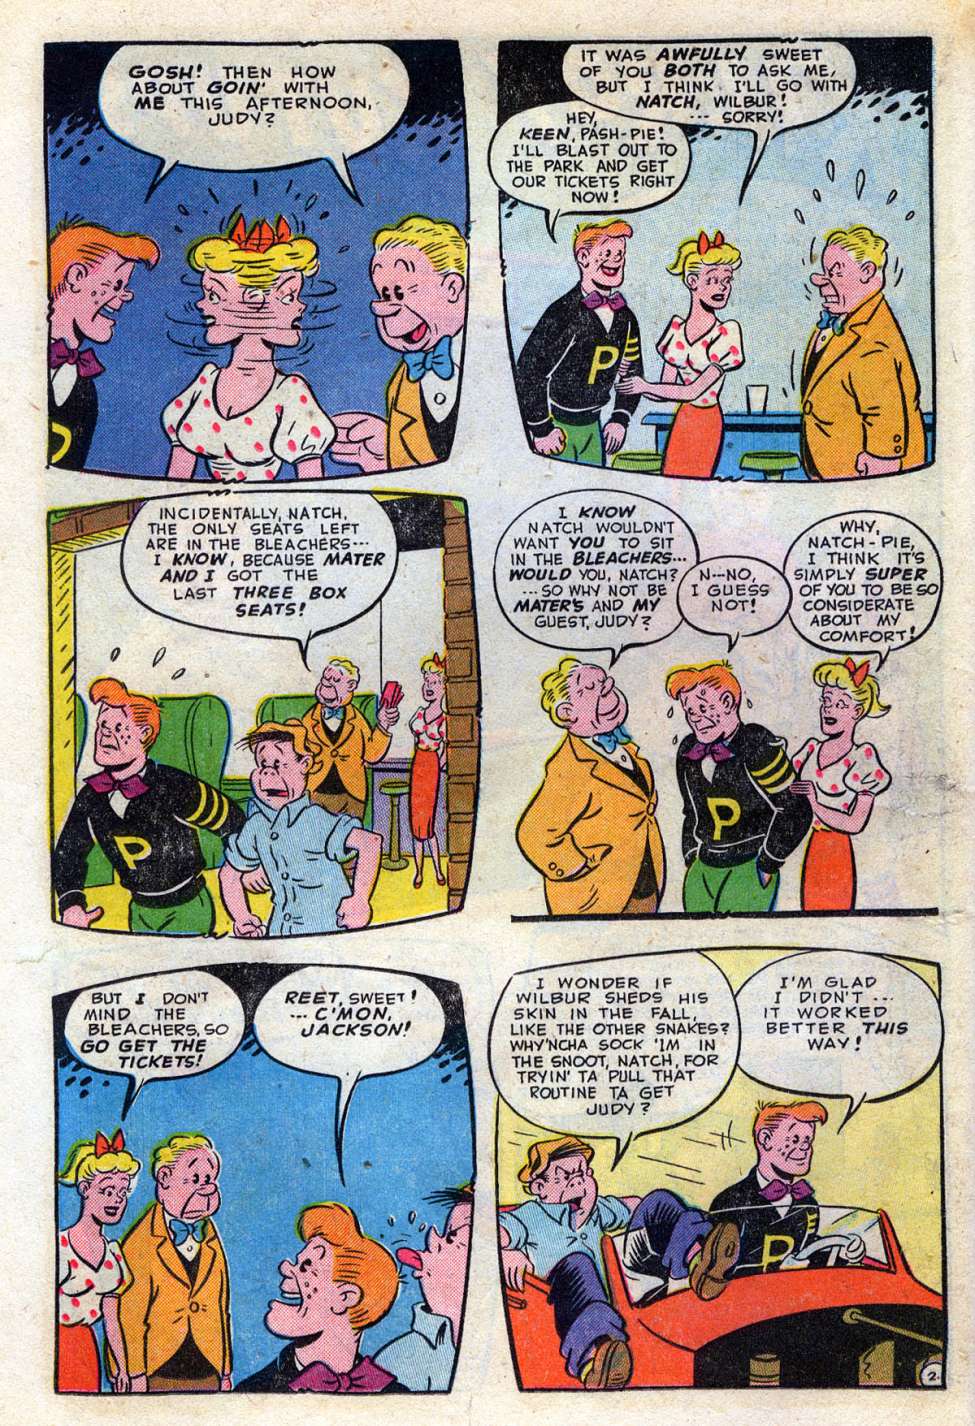 GOSH! THEN HOW
ABOUT GOIN' WITH
ME THIS AFTERNOON,
JUDY?
HEY,
KEEN, PASH-PIE!
I'LL BLAST OUT TO
THE PARK AND GET
OUR TICKETS RIGHT
NOW!
IT WAS AWFULLY SWEET
OF YOU BOTH TO ASK ME,
BUT I THINK I'LL GO WITH
NATCH, WILBUR!
... SORRY!
P
INCIDENTALLY, NATCH,
THE ONLY SEATS LEFT
ARE IN THE BLEACHERS...
I KNOW, BECAUSE MATER
AND I GOT THE
LAST THREE BOX
SEATS!
P
I KNOW
NATCH WOULDN'T
WANT YOU TO SIT
IN THE BLEACHERS...
WOULD YOU, NATCH?
...SO WHY NOT BE
MATER'S AND MY
GUEST, JUDY?
N---NO,
I GUESS
NOT!
WHY,
NATCH-PIE,
I THINK IT'S
SIMPLY SUPER
OF YOU TO BE SO
CONSIDERATE
ABOUT MY
COMFORT!
P
BUT I DON'T
MIND THE
BLEACHERS, SO
GO GET THE
TICKETS!
REET, SWEET!
... C'MON,
JACKSON!
I WONDER IF
WILBUR SHEDS HIS
SKIN IN THE FALL,
LIKE THE OTHER SNAKES?
WHY'NCHA SOCK 'IM IN
THE SNOOT, NATCH, FOR
TRYIN' TA PULL THAT
ROUTINE TA GET
JUDY?
I'M GLAD
I DIDN'T ...
IT WORKED
BETTER THIS
WAY!
P
2.